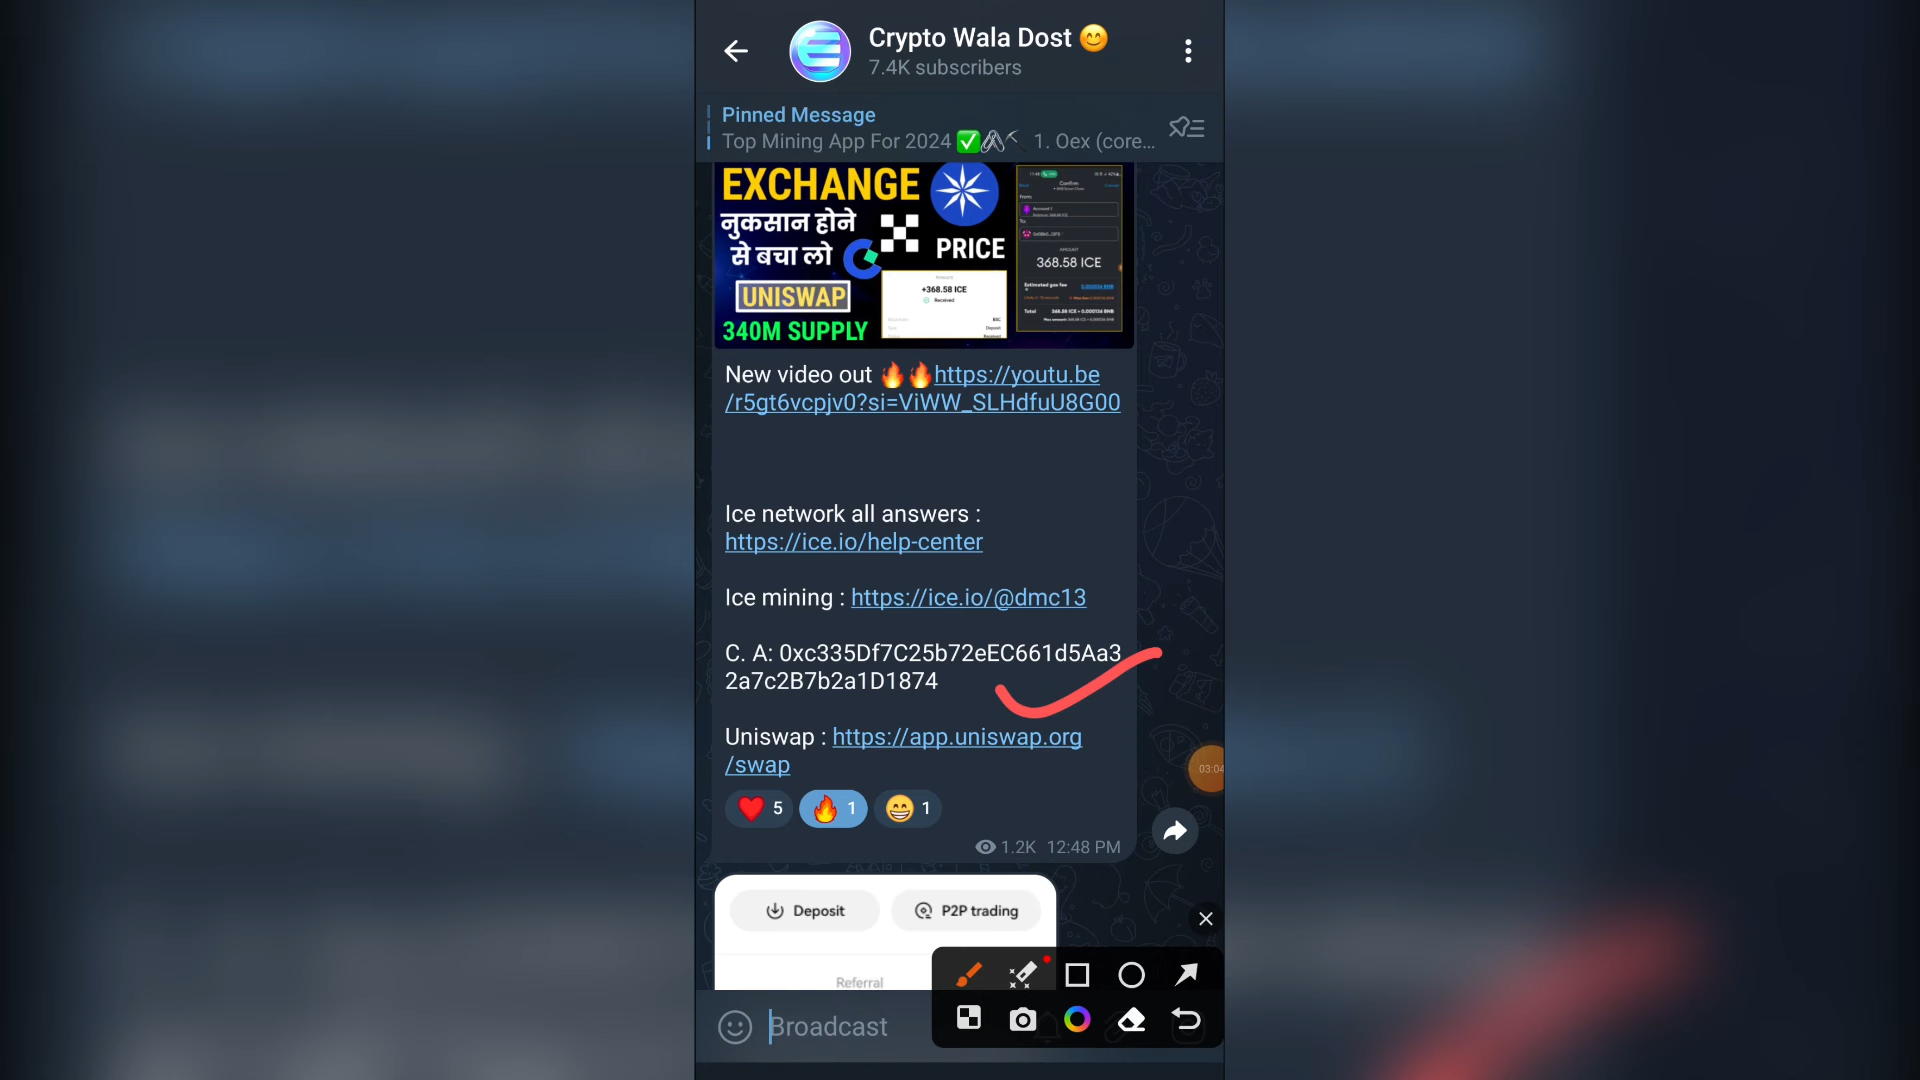 Crypto Wala Dost 😊
7.4K subscribers
Pinned Message
Top Mining App For 2024 ✅ 1. Oex (core...
EXCHANGE
नुकसान होने
से बचा लो
UNISWAP
340M SUPPLY
PRICE
+368.58 ICE
Received
368.58 ICE
New video out 🔥🔥https://youtu.be
/r5gt6vcpjv0?si=ViWW_SLHdfuU8G00
Ice network all answers :
https://ice.io/help-center
Ice mining : https://ice.io/@dmc13
C. A: 0xc335Df7C25b72eEC661d5Aa3
2a7c2B7b2a1D1874
Uniswap : https://app.uniswap.org
/swap
❤️ 5 🔥 1 😁 1
1.2K 12:48 PM
03:04
Deposit
P2P trading
Referral
Broadcast